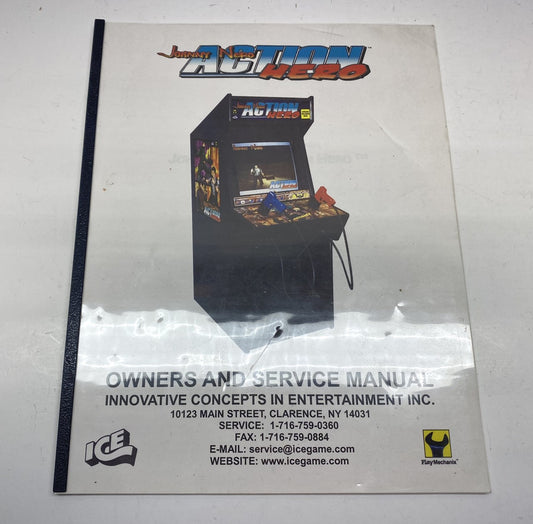 Johnny Nero
ACTION
HERO™
ACTION
HERO
ACTION
OWNERS AND SERVICE MANUAL
INNOVATIVE CONCEPTS IN ENTERTAINMENT INC.
10123 MAIN STREET, CLARENCE, NY 14031
SERVICE: 1-716-759-0360
FAX: 1-716-759-0884
E-MAIL: service@icegame.com
WEBSITE: www.icegame.com
ICE
PlayMechanix